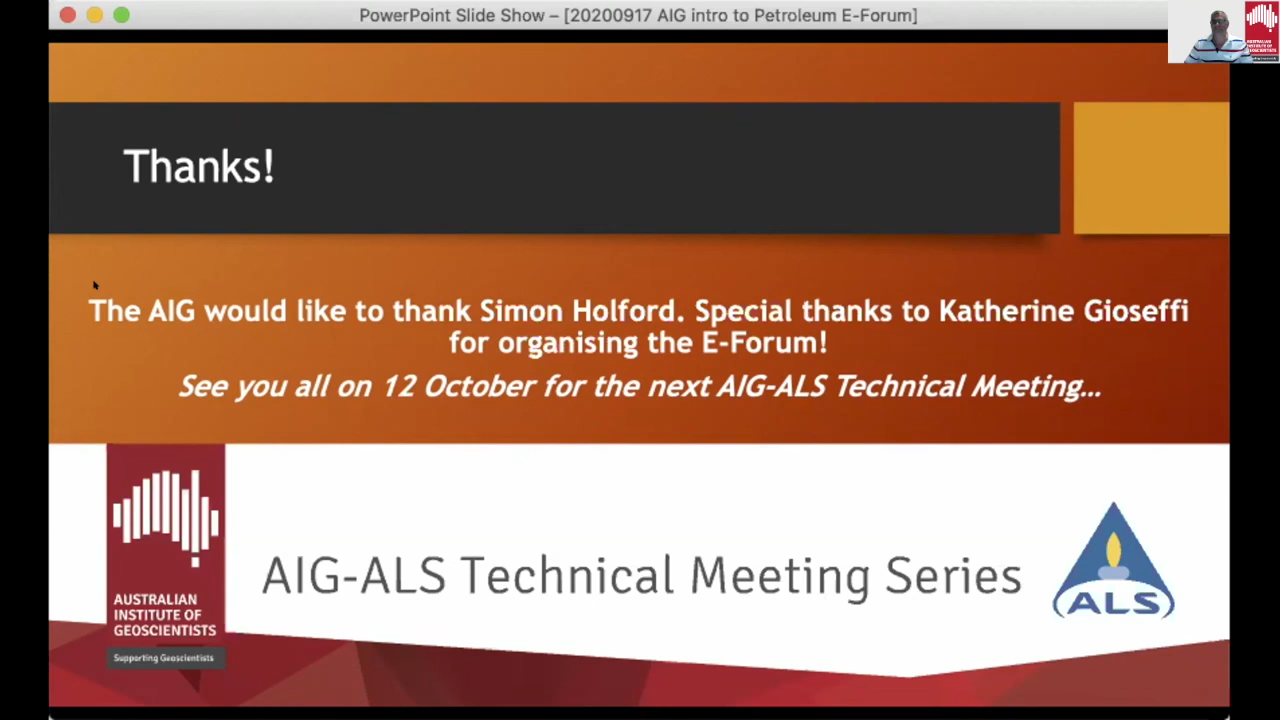 PowerPoint Slide Show – [20200917 AIG intro to Petroleum E-Forum]
Thanks!
The AIG would like to thank Simon Holford. Special thanks to Katherine Gioseffi
for organising the E-Forum!
See you all on 12 October for the next AIG-ALS Technical Meeting...
AUSTRALIAN
INSTITUTE OF
GEOSCIENTISTS
Supporting Geoscientists
AIG-ALS Technical Meeting Series
ALS